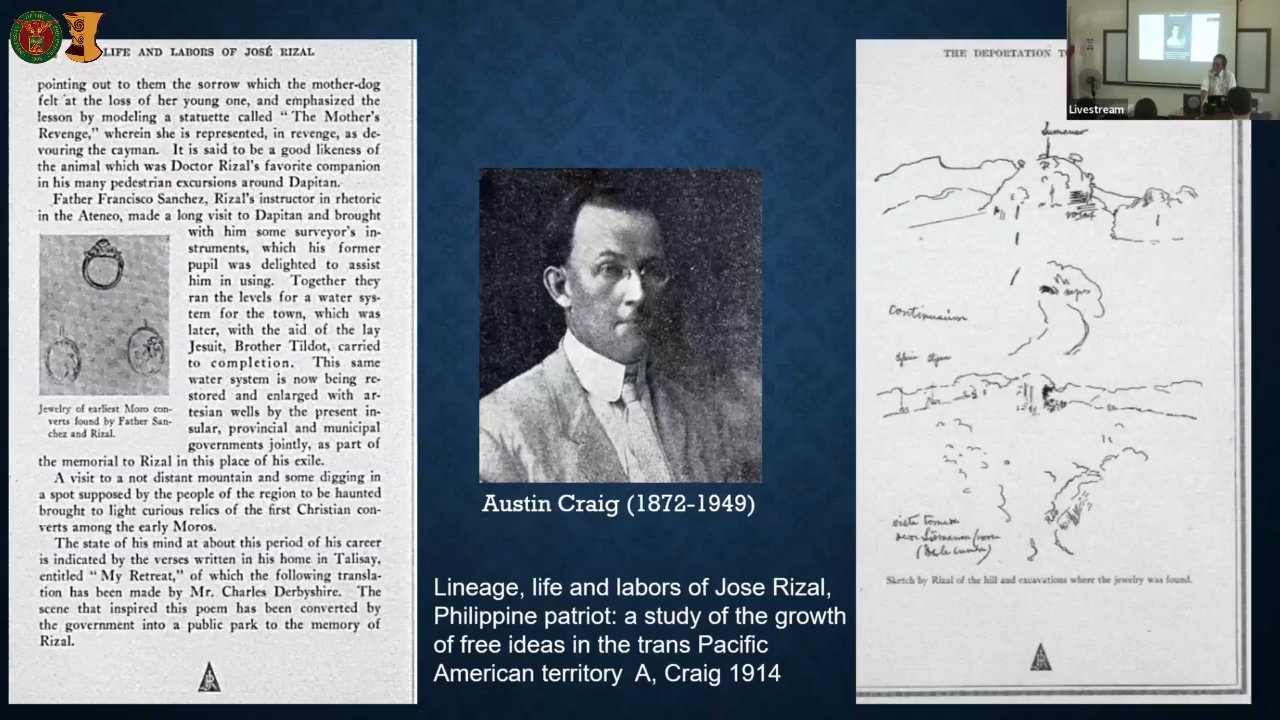 LIFE AND LABORS OF JOSÉ RIZAL
pointing out to them the sorrow which the mother-dog
felt at the loss of her young one, and emphasized the
lesson by modeling a statuette called “ The Mother's
Revenge,” wherein she is represented, in revenge, as de-
vouring the cayman. It is said to be a good likeness of
the animal which was Doctor Rizal's favorite companion
in his many pedestrian excursions around Dapitan.
Father Francisco Sanchez, Rizal's instructor in rhetoric
in the Ateneo, made a long visit to Dapitan and brought
with him some surveyor's in-
struments, which his former
pupil was delighted to assist
him in using. Together they
ran the levels for a water sys-
tem for the town, which was
later, with the aid of the lay
Jesuit, Brother Tildot, carried
to completion. This same
water system is now being re-
stored and enlarged with ar-
tesian wells by the present in-
sular, provincial and municipal
governments jointly, as part of
Jewelry of earliest Moro con-
verts found by Father San-
chez and Rizal.
the memorial to Rizal in this place of his exile.
A visit to a not distant mountain and some digging in
a spot supposed by the people of the region to be haunted
brought to light curious relics of the first Christian con-
verts among the early Moros.
The state of his mind at about this period of his career
is indicated by the verses written in his home in Talisay,
entitled “ My Retreat,” of which the following transla-
tion has been made by Mr. Charles Derbyshire. The
scene that inspired this poem has been converted by
the government into a public park to the memory of
Rizal.
Austin Craig (1872-1949)
Lineage, life and labors of Jose Rizal,
Philippine patriot: a study of the growth
of free ideas in the trans Pacific
American territory A, Craig 1914
THE DEPORTATION
Livestream
Continuación
Sketch by Rizal of the hill and excavations where the jewelry was found.